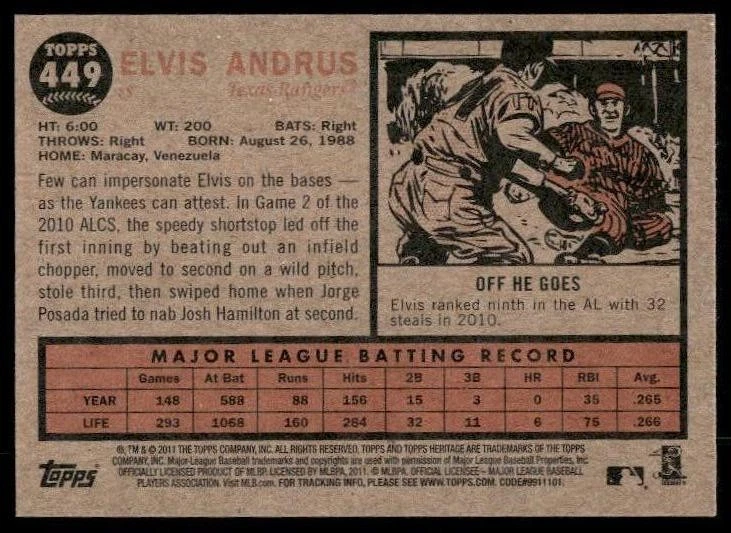 TOPPS
449
ELVIS ANDRUS
SS Texas Rangers®
HT: 6:00 WT: 200 BATS: Right
THROWS: Right BORN: August 26, 1988
HOME: Maracay, Venezuela
Few can impersonate Elvis on the bases —
as the Yankees can attest. In Game 2 of the
2010 ALCS, the speedy shortstop led off the
first inning by beating out an infield
chopper, moved to second on a wild pitch,
stole third, then swiped home when Jorge
Posada tried to nab Josh Hamilton at second.
OFF HE GOES
Elvis ranked ninth in the AL with 32
steals in 2010.
MAJOR LEAGUE BATTING RECORD
Games At Bat Runs Hits 2B 3B HR RBI Avg.
YEAR 148 588 88 156 15 3 0 35 .265
LIFE 293 1068 160 284 32 11 6 75 .266
®, TM & © 2011 THE TOPPS COMPANY, INC. ALL RIGHTS RESERVED. TOPPS AND TOPPS HERITAGE ARE TRADEMARKS OF THE TOPPS
COMPANY, INC. Major League Baseball trademarks and copyrights are used with permission of Major League Baseball Properties, Inc.
OFFICIALLY LICENSED PRODUCT OF MLBP. LICENSED BY MLBPA, 2011. © MLBPA. OFFICIAL LICENSEE – MAJOR LEAGUE BASEBALL
PLAYERS ASSOCIATION. Visit MLB.com. FOR TRACKING INFO, PLEASE SEE WWW.TOPPS.COM. CODE#9911101.
topps